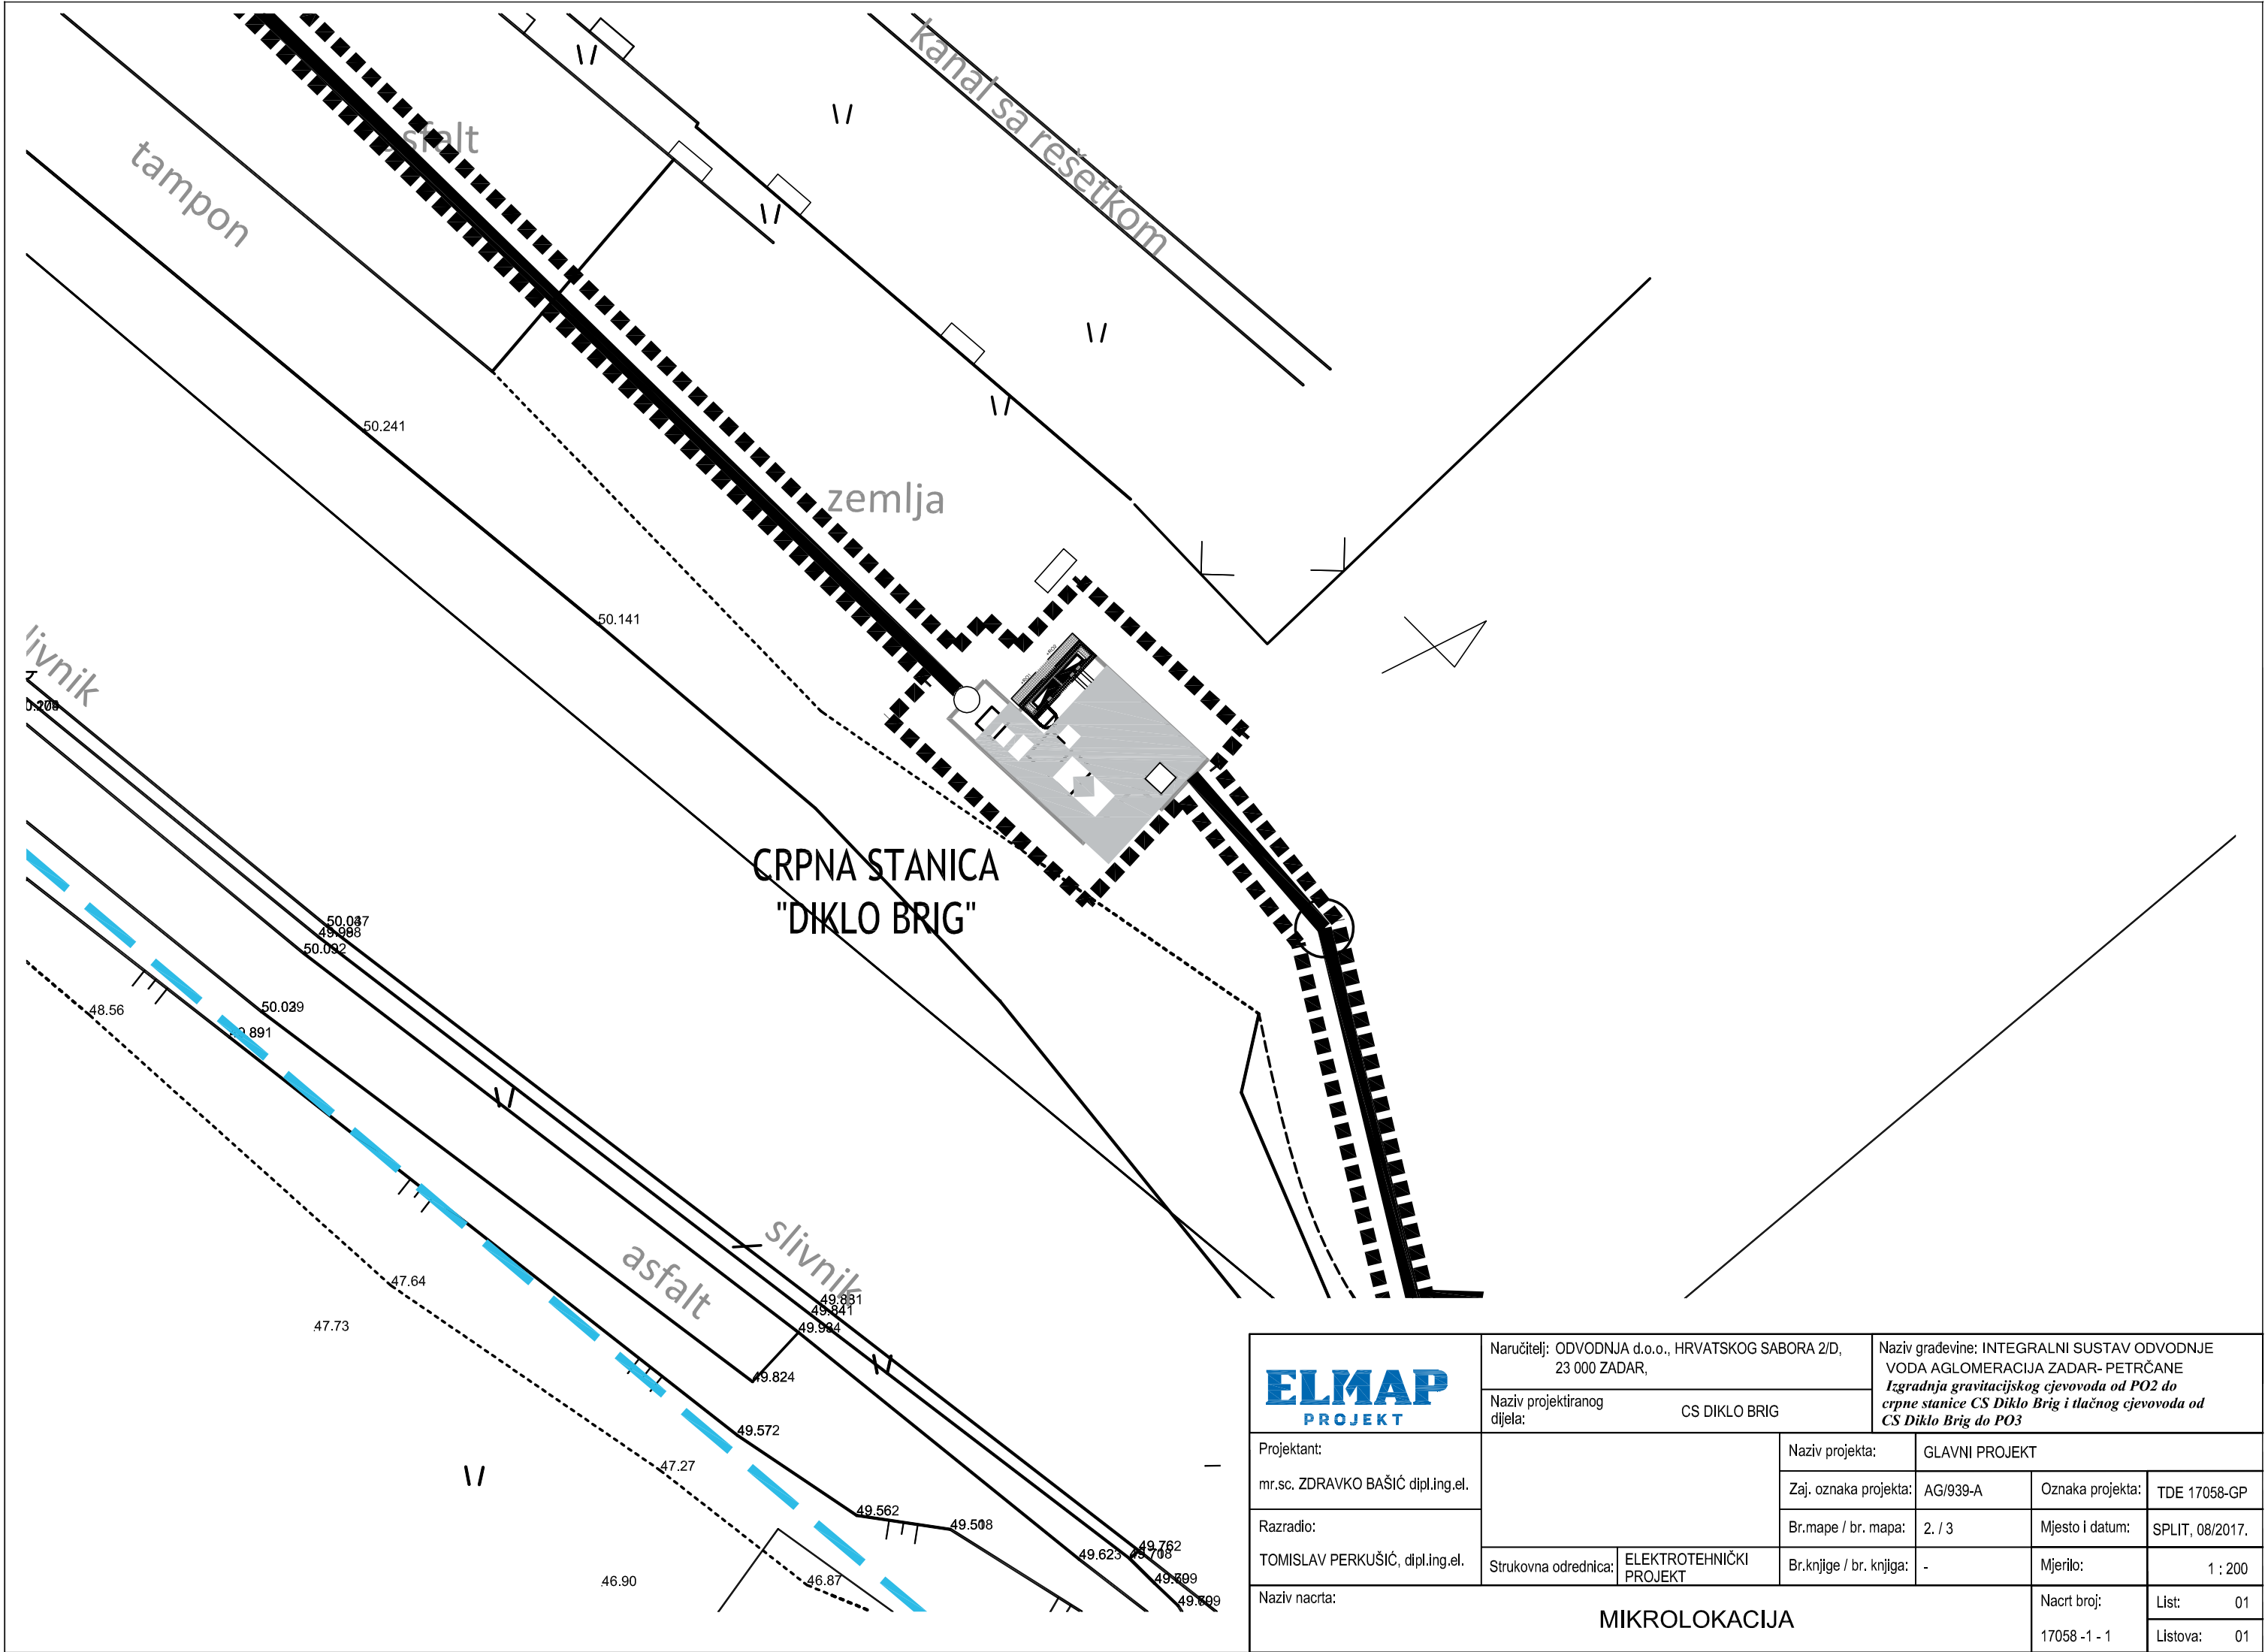 kanal sa rešetkom
sfalt
tampon
zemlja
50.241
50.141
livnik
CRPNA STANICA
"DIKLO BRIG"
49.998
50.092
48.56
50.039
slivnik
asfalt
47.64
47.73
49.841
49.934
49.824
49.572
47.27
49.562
49.508
49.762
49.623
46.90
46.87
49.699
ELMAP
PROJEKT
Naručitelj: ODVODNJA d.o.o., HRVATSKOG SABORA 2/D,
23 000 ZADAR,
Naziv projektiranog
dijela:
CS DIKLO BRIG
Naziv građevine: INTEGRALNI SUSTAV ODVODNJE
VODA AGLOMERACIJA ZADAR- PETRČANE
Izgradnja gravitacijskog cjevovoda od PO2 do
crpne stanice CS Diklo Brig i tlačnog cjevovoda od
CS Diklo Brig do PO3
Projektant:
mr.sc. ZDRAVKO BAŠIĆ dipl.ing.el.
Naziv projekta: GLAVNI PROJEKT
Zaj. oznaka projekta: AG/939-A Oznaka projekta: TDE 17058-GP
Razradio:
TOMISLAV PERKUŠIĆ, dipl.ing.el.
Br.mape / br. mapa: 2. / 3 Mjesto i datum: SPLIT, 08/2017.
Strukovna odrednica: ELEKTROTEHNIČKI
PROJEKT
Br.knjige / br. knjiga: - Mjerilo: 1 : 200
Naziv nacrta:
MIKROLOKACIJA
Nacrt broj:
17058 -1 - 1
List: 01
Listova: 01